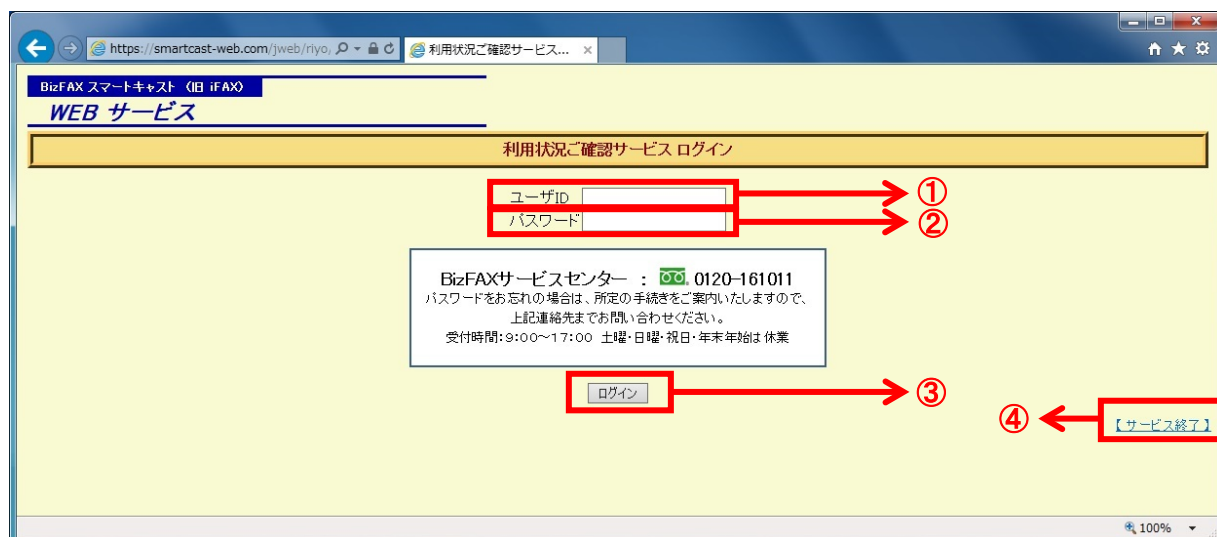 https://smartcast-web.com/jweb/riyo, 利用状況ご確認サービス...
BizFAX スマートキャスト (旧 iFAX)
WEB サービス
利用状況ご確認サービス ログイン
ユーザID ①
パスワード ②
BizFAXサービスセンター : 0120-161011
パスワードをお忘れの場合は、所定の手続きをご案内いたしますので、
上記連絡先までお問い合わせください。
受付時間:9:00~17:00 土曜・日曜・祝日・年末年始は休業
ログイン ③
④ 【サービス終了】
100%